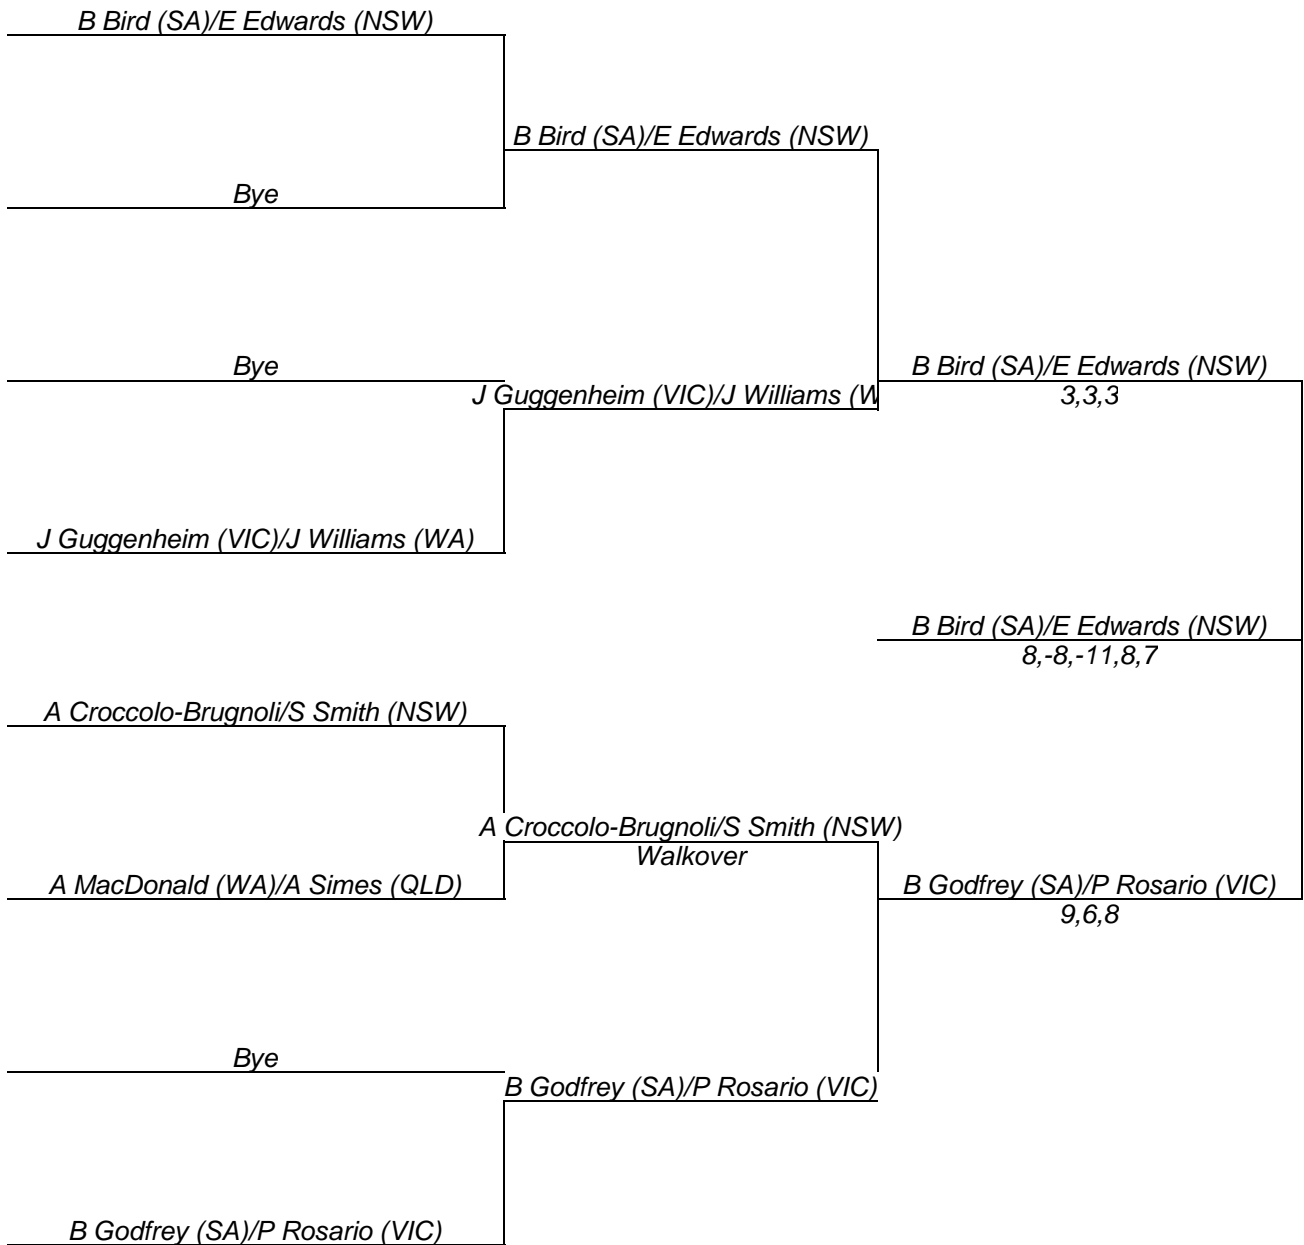 B Bird (SA)/E Edwards (NSW)
B Bird (SA)/E Edwards (NSW)
Bye
Bye
B Bird (SA)/E Edwards (NSW)
J Guggenheim (VIC)/J Williams (W
3,3,3
J Guggenheim (VIC)/J Williams (WA)
B Bird (SA)/E Edwards (NSW)
8,-8,-11,8,7
A Croccolo-Brugnoli/S Smith (NSW)
A Croccolo-Brugnoli/S Smith (NSW)
Walkover
A MacDonald (WA)/A Simes (QLD)
B Godfrey (SA)/P Rosario (VIC)
9,6,8
Bye
B Godfrey (SA)/P Rosario (VIC)
B Godfrey (SA)/P Rosario (VIC)